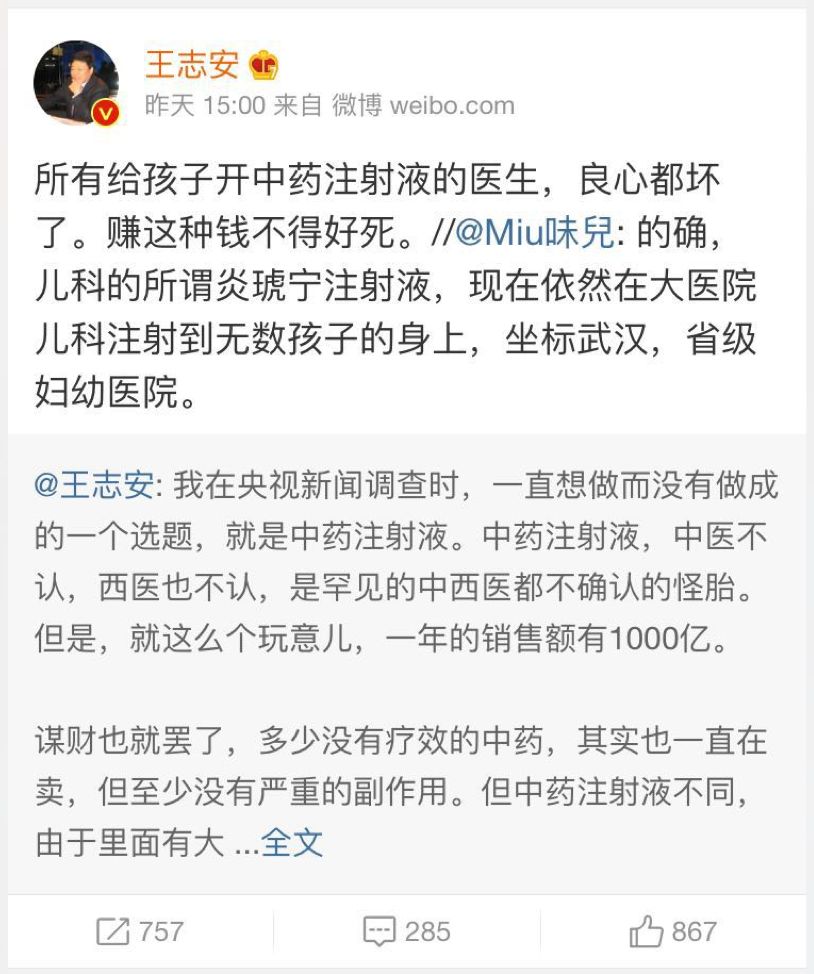 王志安
昨天 15:00 来自 微博 weibo.com
所有给孩子开中药注射液的医生，良心都坏
了。赚这种钱不得好死。//@Miu味兒: 的确，
儿科的所谓炎琥宁注射液，现在依然在大医院
儿科注射到无数孩子的身上，坐标武汉，省级
妇幼医院。
@王志安: 我在央视新闻调查时，一直想做而没有做成
的一个选题，就是中药注射液。中药注射液，中医不
认，西医也不认，是罕见的中西医都不确认的怪胎。
但是，就这么个玩意儿，一年的销售额有1000亿。
谋财也就罢了，多少没有疗效的中药，其实也一直在
卖，但至少没有严重的副作用。但中药注射液不同，
由于里面有大 ...全文
757 285 867